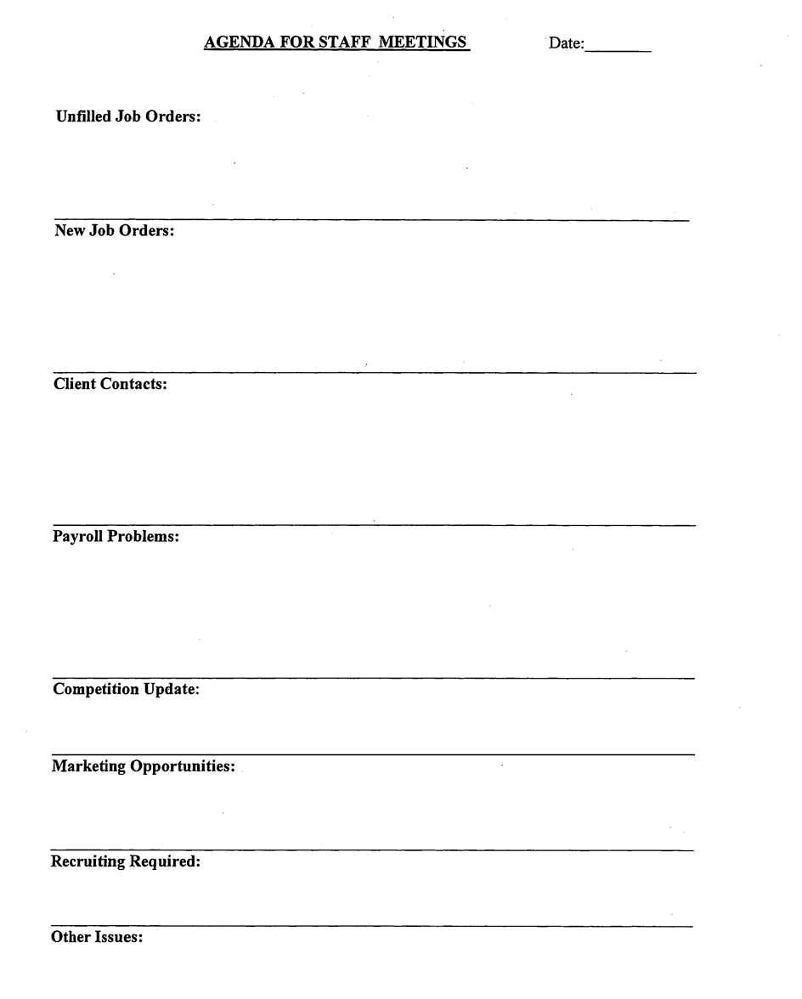 AGENDA FOR STAFF MEETINGS Date:________
Unfilled Job Orders:
New Job Orders:
Client Contacts:
Payroll Problems:
Competition Update:
Marketing Opportunities:
Recruiting Required:
Other Issues: